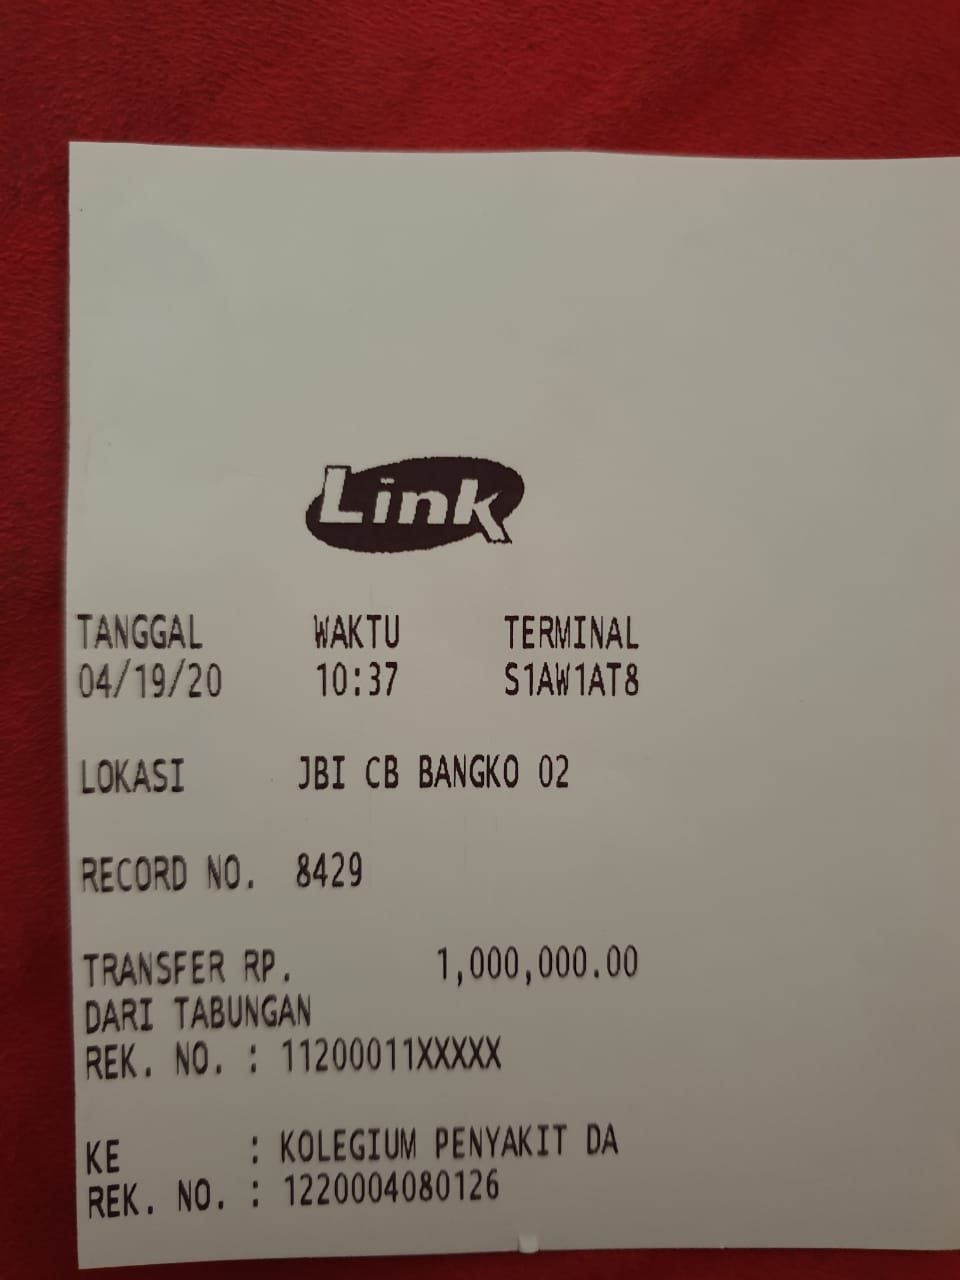 Link
TANGGAL WAKTU TERMINAL
04/19/20 10:37 S1AW1AT8
LOKASI JBI CB BANGKO 02
RECORD NO. 8429
TRANSFER RP. 1,000,000.00
DARI TABUNGAN
REK. NO. : 11200011XXXXX
KE : KOLEGIUM PENYAKIT DA
REK. NO. : 1220004080126